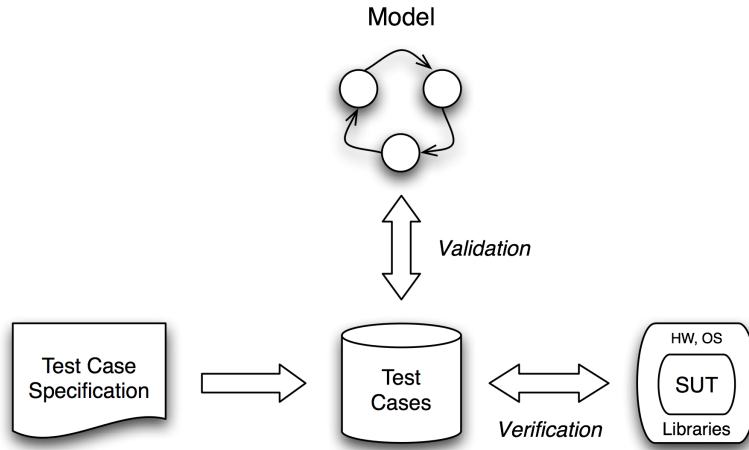 Model
Validation
Test Case
Specification
Test
Cases
Verification
HW, OS
SUT
Libraries